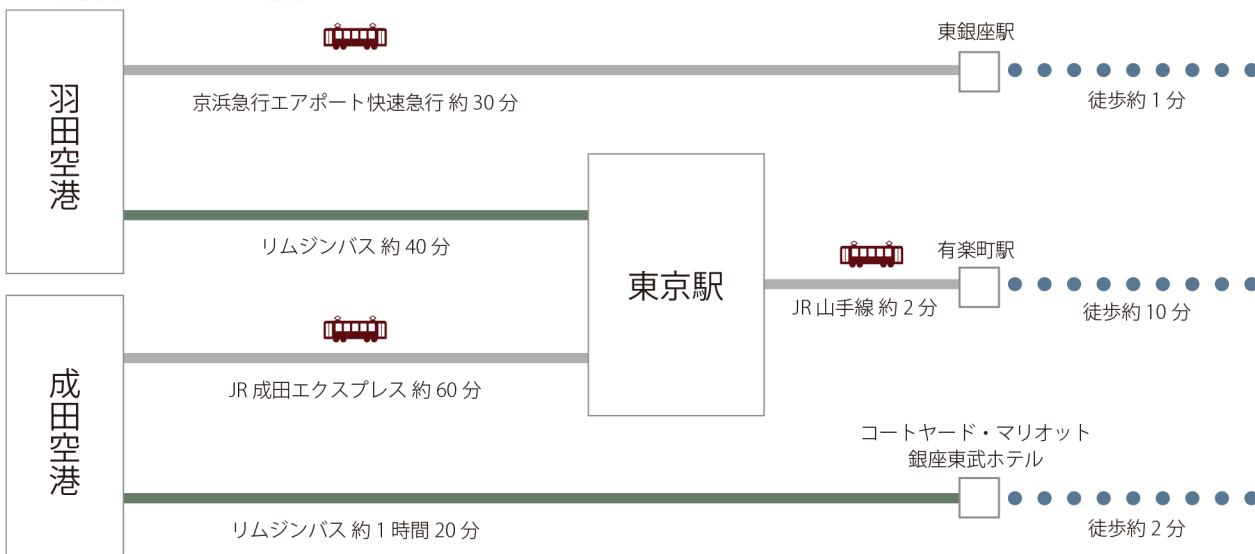 羽田空港
東銀座駅
京浜急行エアポート快速急行 約 30 分
徒歩約 1 分
リムジンバス 約 40 分
東京駅
有楽町駅
JR 山手線 約 2 分
徒歩約 10 分
成田空港
JR 成田エクスプレス 約 60 分
コートヤード・マリオット
銀座東武ホテル
リムジンバス 約 1 時間 20 分
徒歩約 2 分